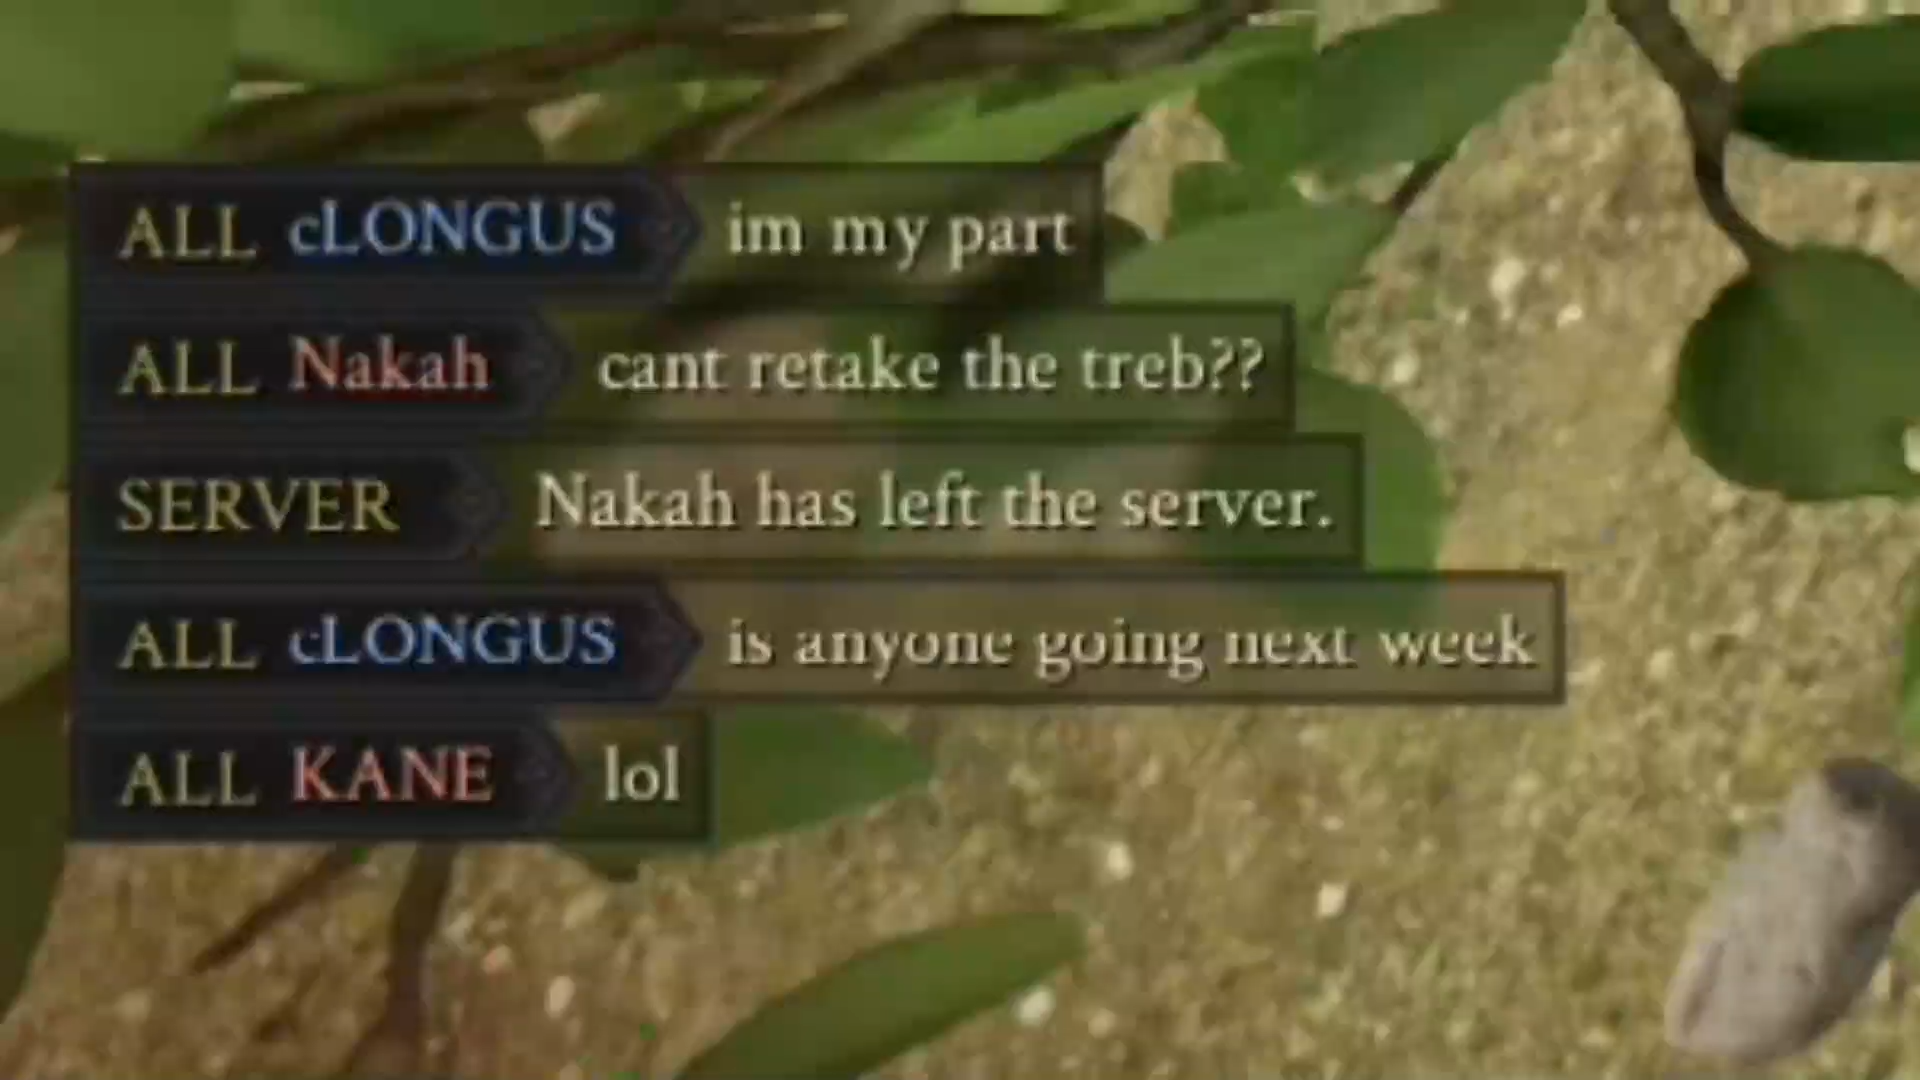 ALL cLONGUS im my part
ALL Nakah cant retake the treb??
SERVER Nakah has left the server.
ALL cLONGUS is anyone going next week
ALL KANE lol